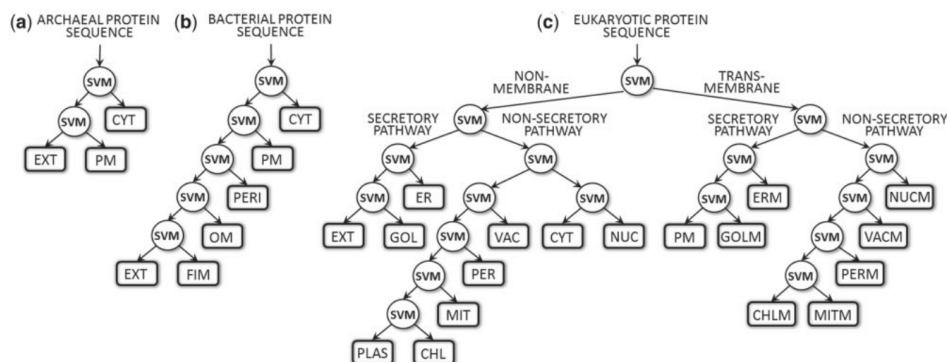 (a) ARCHAEAL PROTEIN
SEQUENCE
SVM
SVM
CYT
EXT
PM
(b) BACTERIAL PROTEIN
SEQUENCE
SVM
SVM
CYT
SVM
PM
SVM
PERI
SVM
OM
EXT
FIM
(c) EUKARYOTIC PROTEIN
SEQUENCE
SVM
NON-
MEMBRANE
TRANS-
MEMBRANE
SVM
SECRETORY
PATHWAY
NON-SECRETORY
PATHWAY
SVM
SVM
SVM
ER
SVM
SVM
EXT
GOL
SVM
VAC
CYT
NUC
SVM
PER
SVM
MIT
PLAS
CHL
SVM
SECRETORY
PATHWAY
NON-SECRETORY
PATHWAY
SVM
SVM
SVM
ERM
SVM
NUCM
PM
GOLM
SVM
VACM
SVM
PERM
CHLM
MITM